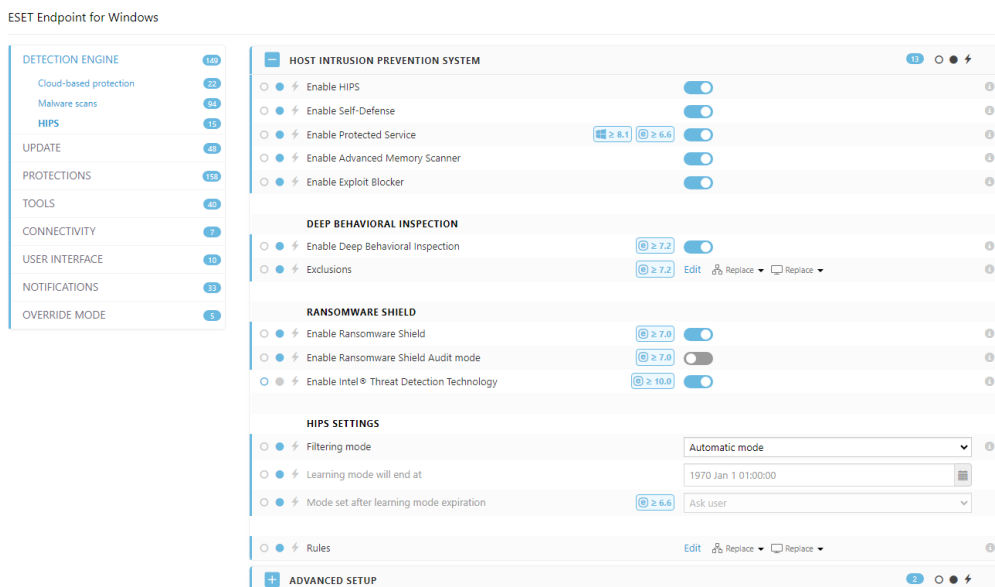 ESET Endpoint for Windows
DETECTION ENGINE 149
Cloud-based protection 22
Malware scans 94
HIPS 15
UPDATE 48
PROTECTIONS 158
TOOLS 40
CONNECTIVITY 7
USER INTERFACE 10
NOTIFICATIONS 33
OVERRIDE MODE 5
HOST INTRUSION PREVENTION SYSTEM 13
Enable HIPS
Enable Self-Defense
Enable Protected Service ≥ 8.1 ≥ 6.6
Enable Advanced Memory Scanner
Enable Exploit Blocker
DEEP BEHAVIORAL INSPECTION
Enable Deep Behavioral Inspection ≥ 7.2
Exclusions ≥ 7.2 Edit Replace Replace
RANSOMWARE SHIELD
Enable Ransomware Shield ≥ 7.0
Enable Ransomware Shield Audit mode ≥ 7.0
Enable Intel® Threat Detection Technology ≥ 10.0
HIPS SETTINGS
Filtering mode Automatic mode
Learning mode will end at 1970 Jan 1 01:00:00
Mode set after learning mode expiration ≥ 6.6 Ask user
Rules Edit Replace Replace
ADVANCED SETUP 2